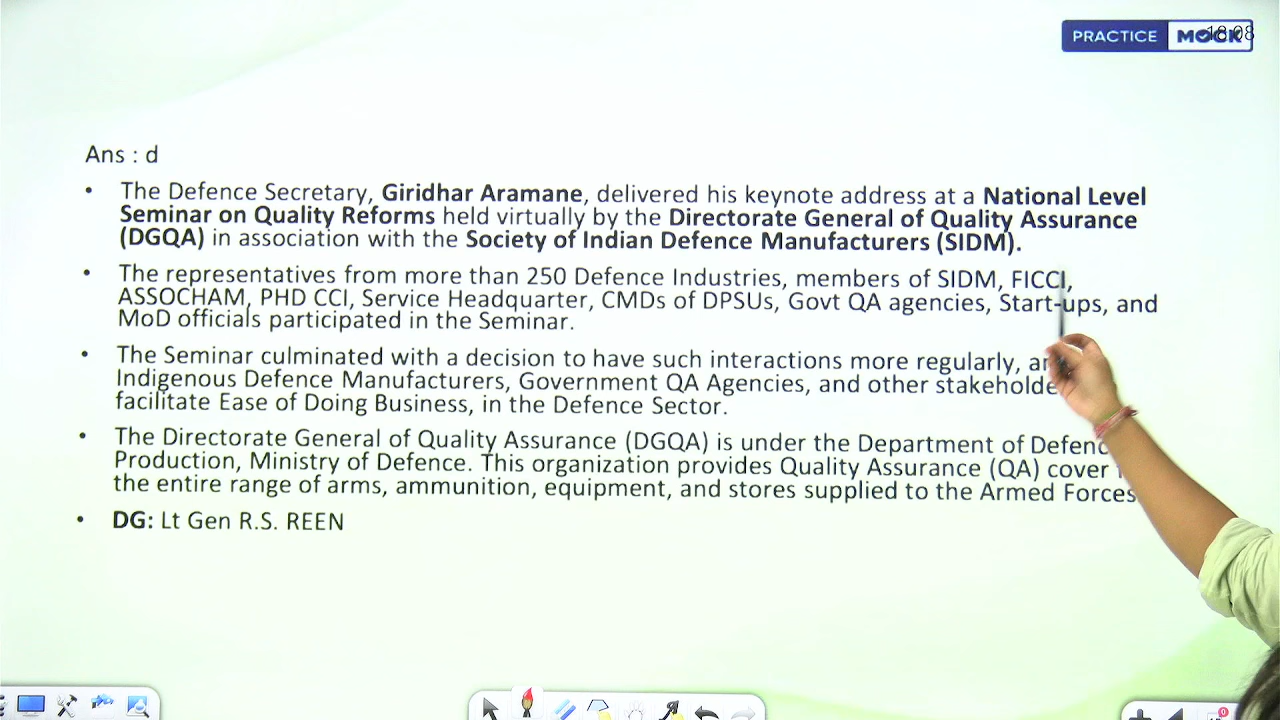 PRACTICE MOCK
18:08
Ans : d
• The Defence Secretary, Giridhar Aramane, delivered his keynote address at a National Level
Seminar on Quality Reforms held virtually by the Directorate General of Quality Assurance
(DGQA) in association with the Society of Indian Defence Manufacturers (SIDM).
• The representatives from more than 250 Defence Industries, members of SIDM, FICCI,
ASSOCHAM, PHD CCI, Service Headquarter, CMDs of DPSUs, Govt QA agencies, Start-ups, and
MoD officials participated in the Seminar.
• The Seminar culminated with a decision to have such interactions more regularly,
Indigenous Defence Manufacturers, Government QA Agencies, and other
facilitate Ease of Doing Business, in the Defence Sector.
• The Directorate General of Quality Assurance (DGQA) is under the Department of
Production, Ministry of Defence. This organization provides Quality Assurance (QA) cover
the entire range of arms, ammunition, equipment, and stores supplied to the Armed Forces
• DG: Lt Gen R.S. REEN
0